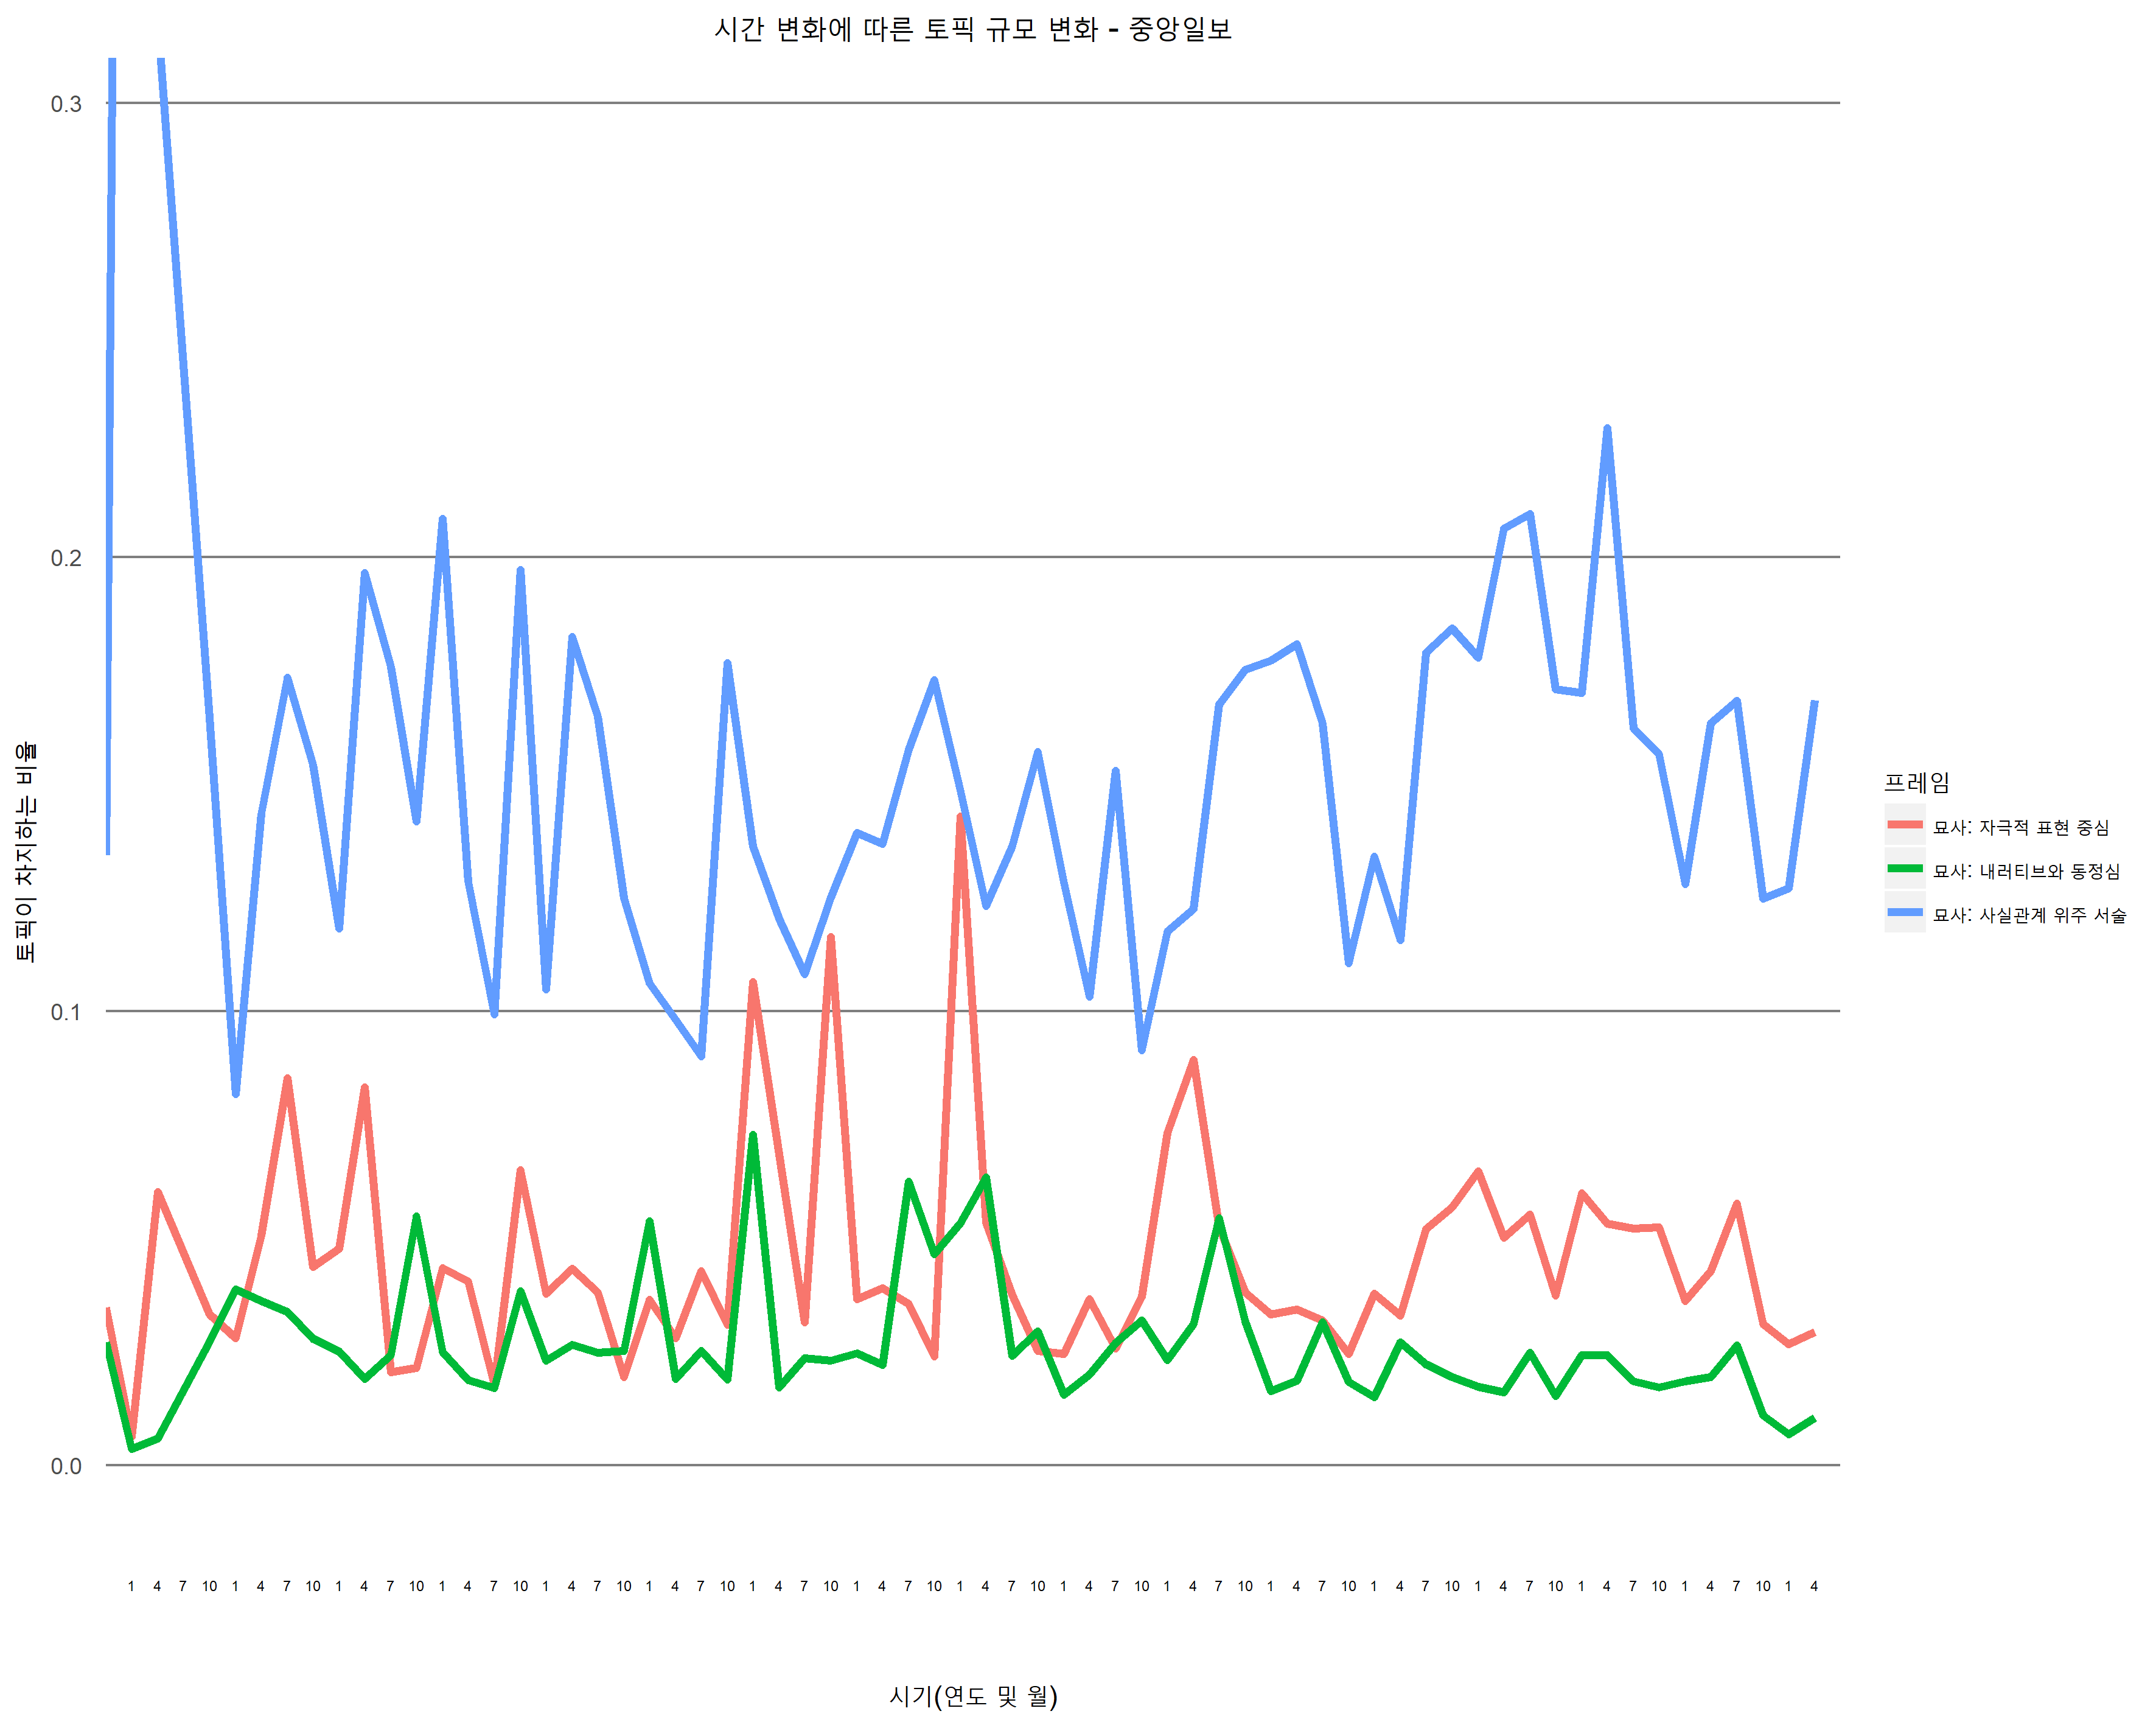 시간 변화에 따른 토픽 규모 변화 - 중앙일보
0.3
0.2
0.1
0.0
토픽이 차지하는 비율
프레임
묘사: 자극적 표현 중심
묘사: 내러티브와 동정심
묘사: 사실관계 위주 서술
1 4 7 10 1 4 7 10 1 4 7 10 1 4 7 10 1 4 7 10 1 4 7 10 1 4 7 10 1 4 7 10 1 4 7 10 1 4 7 10 1 4 7 10 1 4 7 10 1 4 7 10 1 4 7 10 1 4 7 10 1 4 7 10 1 4
시기(연도 및 월)